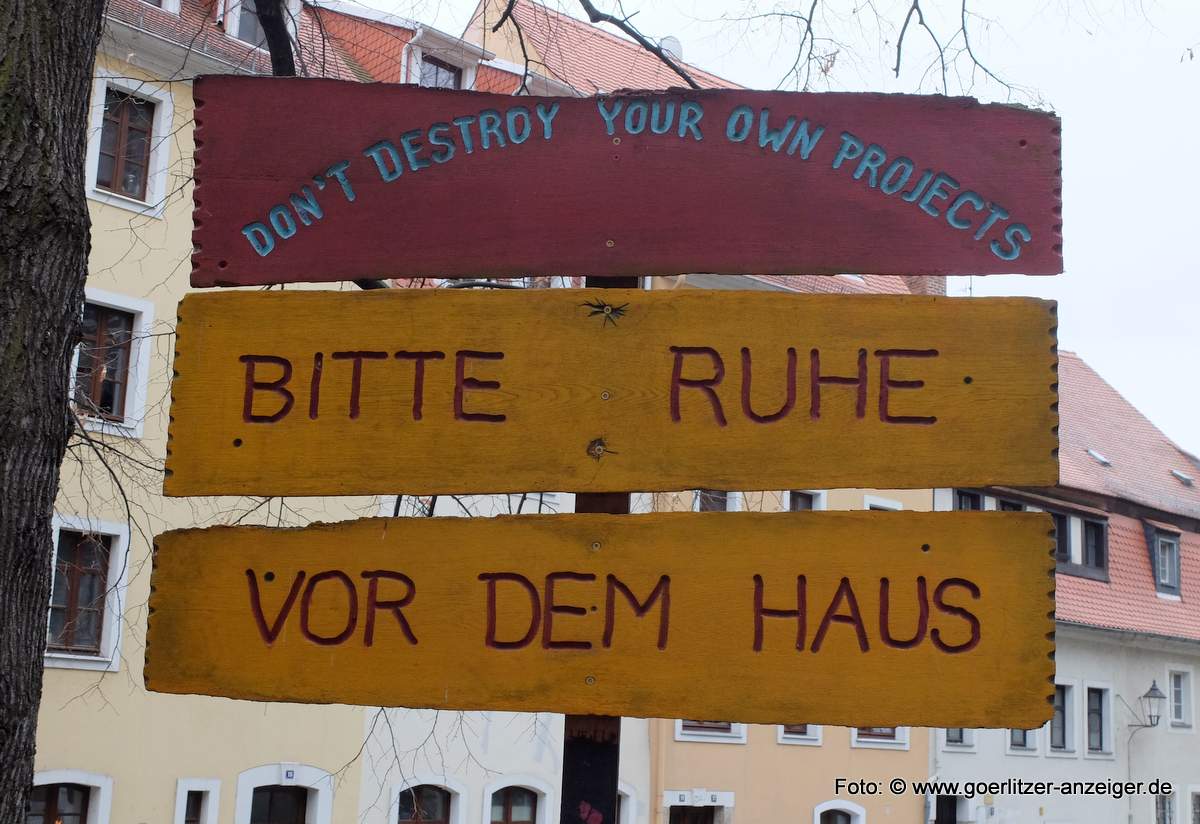 DON'T DESTROY YOUR OWN PROJECTS
BITTE RUHE
VOR DEM HAUS
Foto: © www.goerlitzer-anzeiger.de